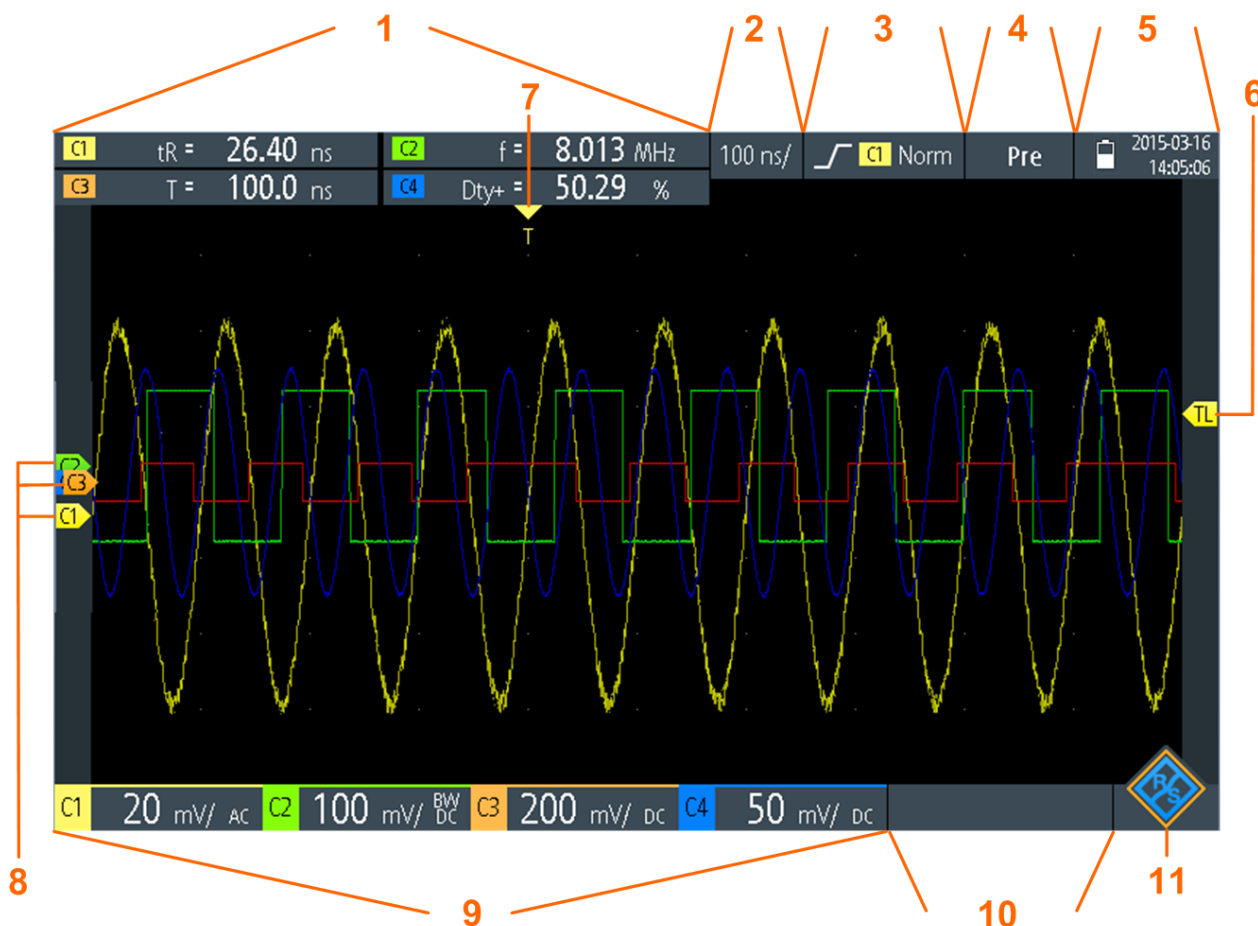 1 2 3 4 5
6
7
C1 tR = 26.40 ns C2 f = 8.013 MHz 100 ns/ C1 Norm Pre 2015-03-16
14:05:06
C3 T = 100.0 ns C4 Dty+ = 50.29 %
T
TL
8
C2
C3
C1
C1 20 mV/ AC C2 100 mV/ BW DC C3 200 mV/ DC C4 50 mV/ DC R S
9 10 11